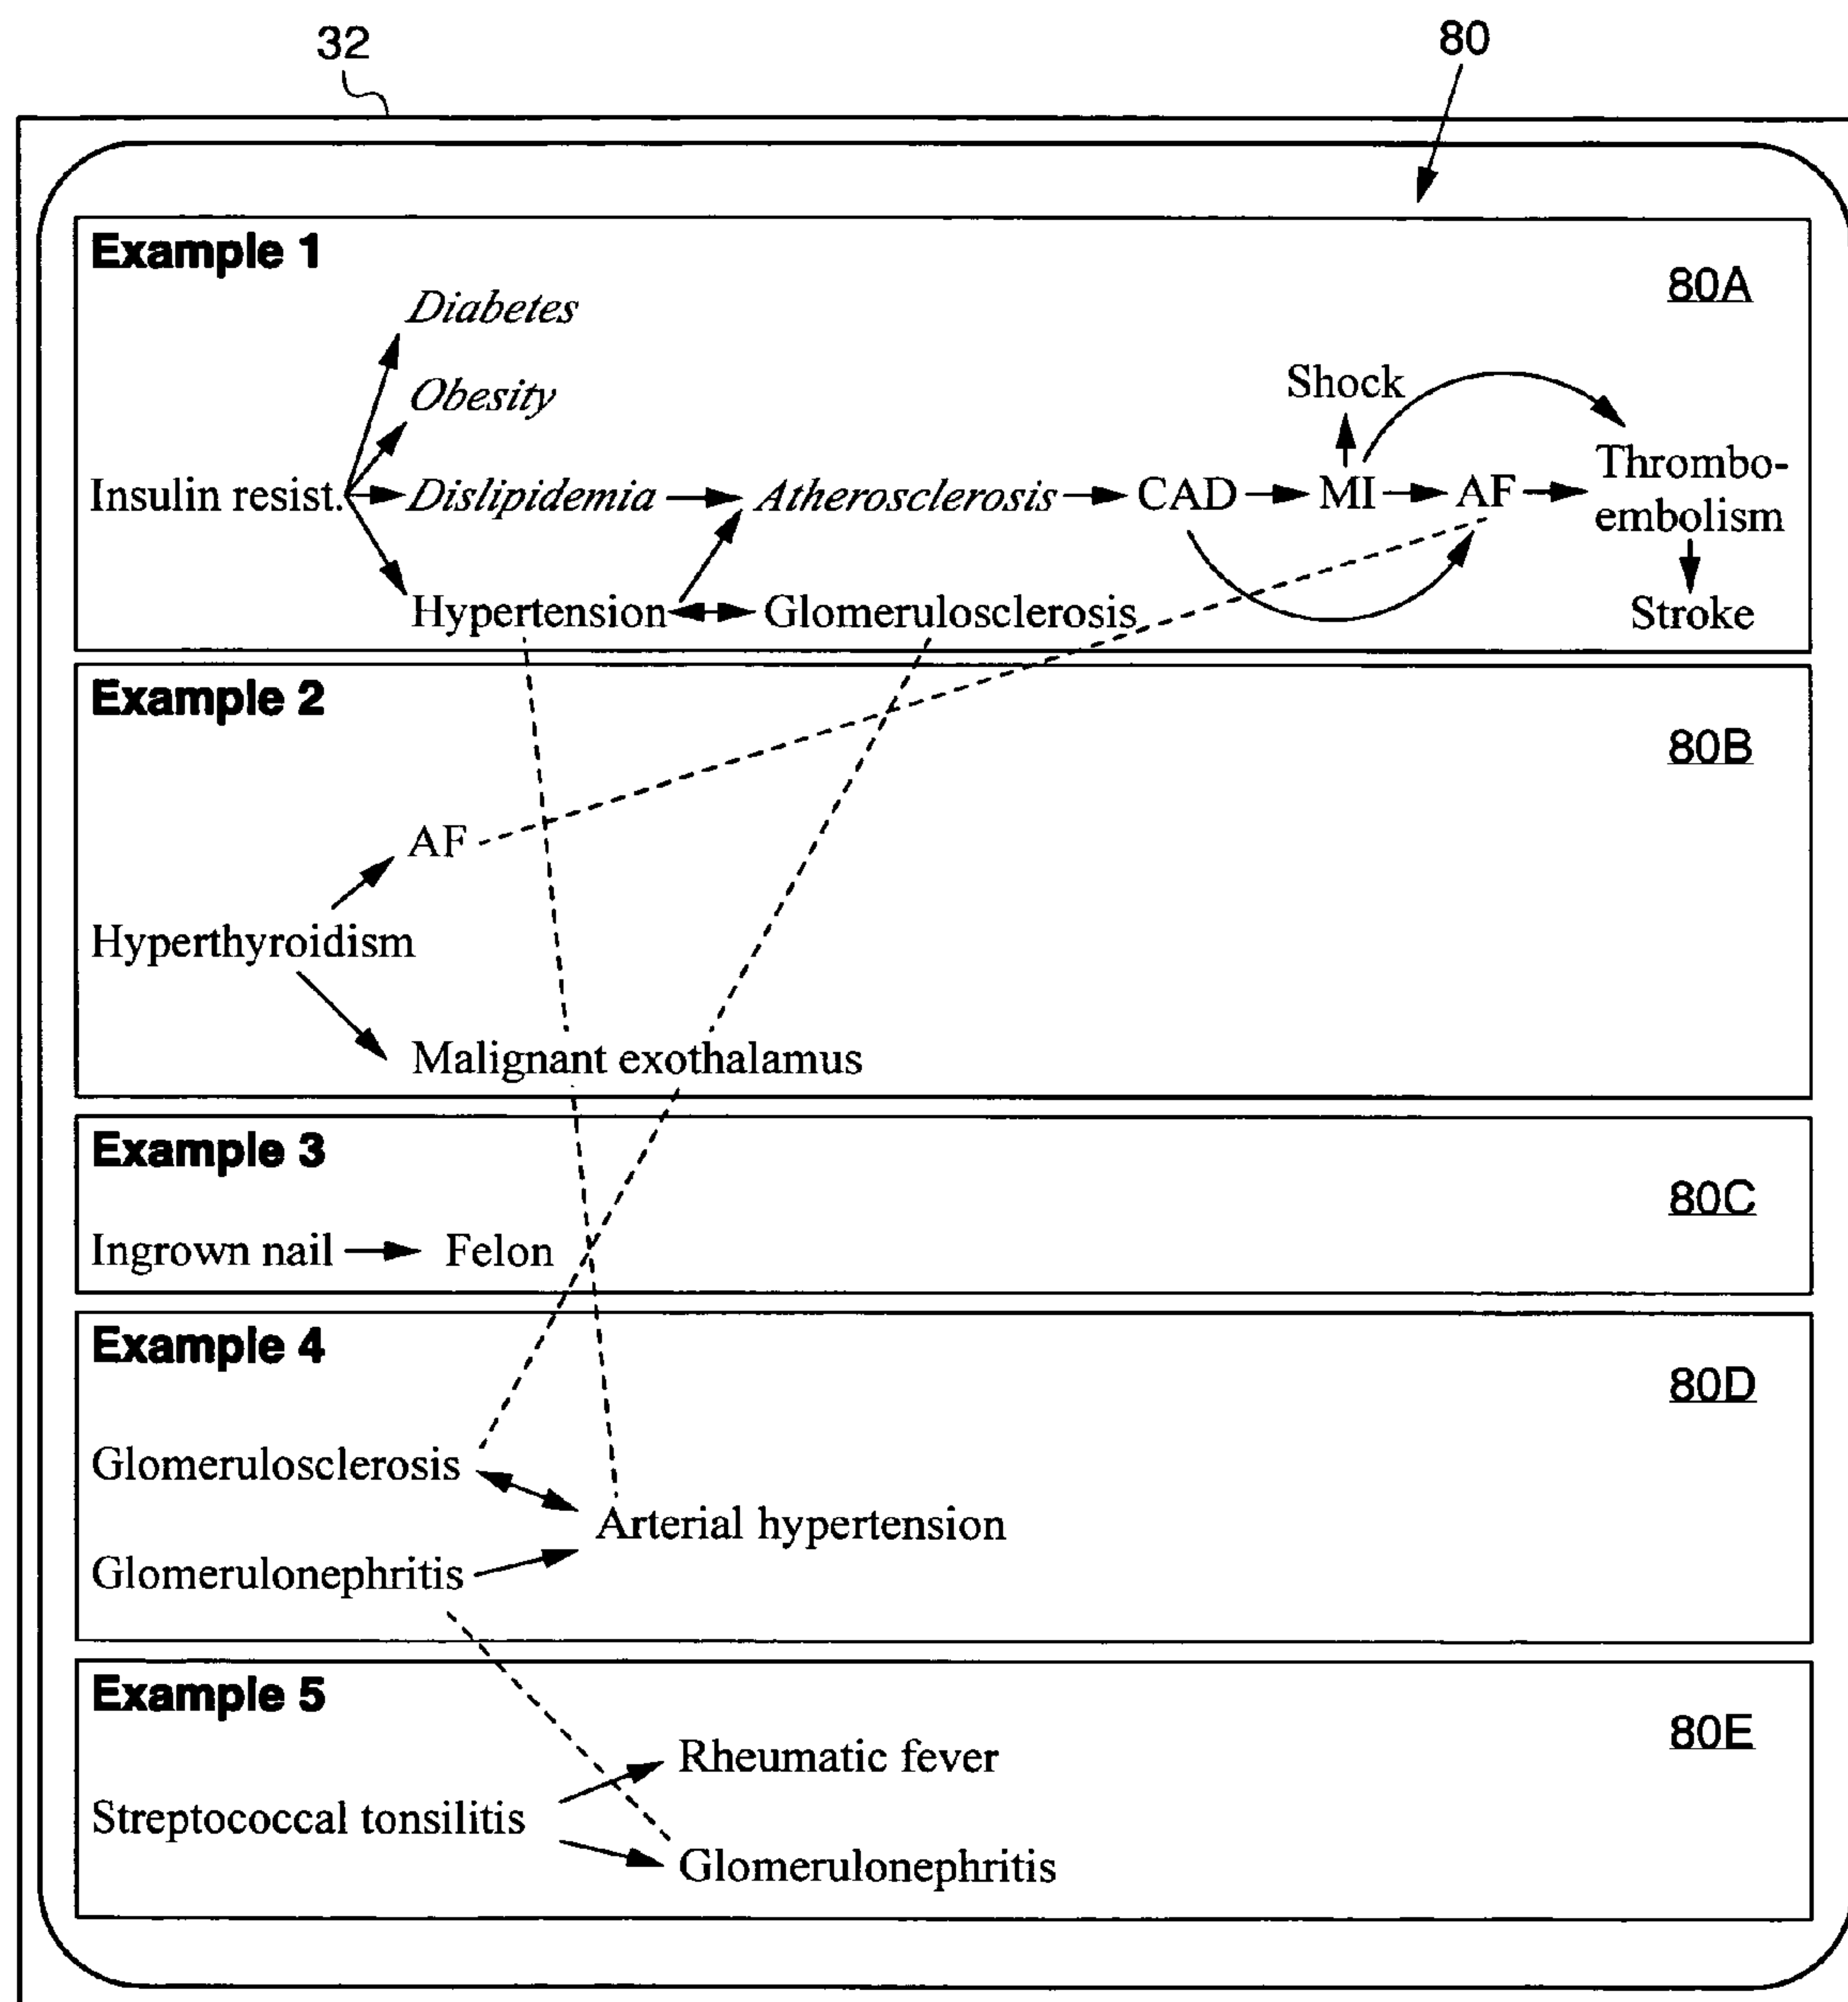 32
80
Example 1
80A
Diabetes
Obesity
Shock
Insulin resist.
Dislipidemia
Atherosclerosis
CAD
MI
AF
Thrombo-
embolism
Hypertension
Glomerulosclerosis
Stroke
Example 2
80B
AF
Hyperthyroidism
Malignant exothalamus
Example 3
80C
Ingrown nail
Felon
Example 4
80D
Glomerulosclerosis
Arterial hypertension
Glomerulonephritis
Example 5
80E
Rheumatic fever
Streptococcal tonsilitis
Glomerulonephritis